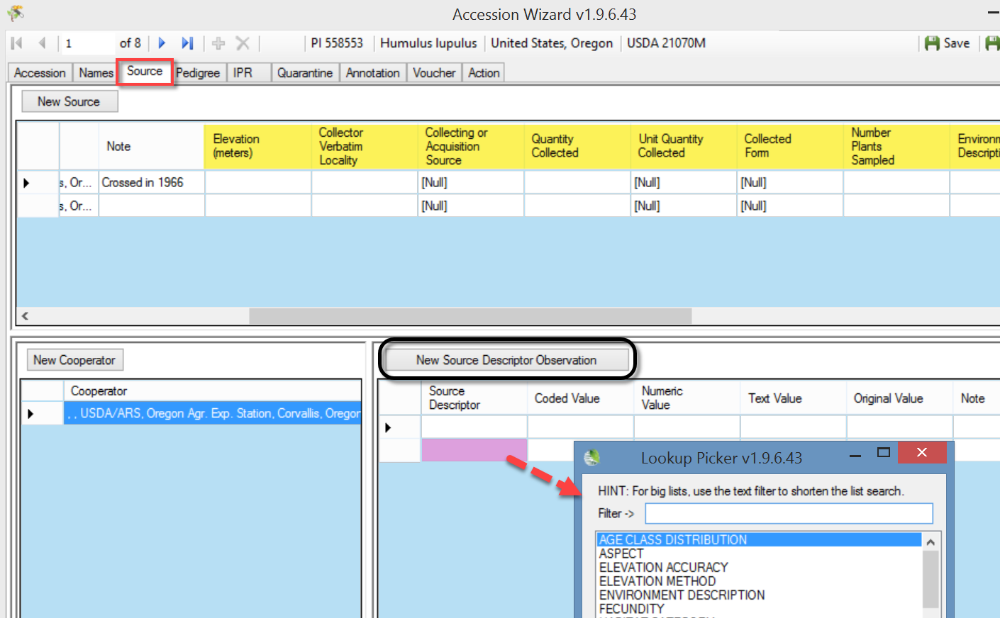 Accession Wizard v1.9.6.43
1 of 8 PI 558553 Humulus lupulus United States, Oregon USDA 21070M Save
Accession Names Source Pedigree IPR Quarantine Annotation Voucher Action
New Source
Note
Elevation
(meters)
Collector
Verbatim
Locality
Collecting or
Acquisition
Source
Quantity
Collected
Unit Quantity
Collected
Collected
Form
Number
Plants
Sampled
Environm
Descripti
s, Or... Crossed in 1966 [Null] [Null] [Null]
s, Or... [Null] [Null] [Null]
New Cooperator
Cooperator
, , USDA/ARS, Oregon Agr. Exp. Station, Corvallis, Oregon
New Source Descriptor Observation
Source
Descriptor
Coded Value
Numeric
Value
Text Value
Original Value
Note
Lookup Picker v1.9.6.43
HINT: For big lists, use the text filter to shorten the list search.
Filter ->
AGE CLASS DISTRIBUTION
ASPECT
ELEVATION ACCURACY
ELEVATION METHOD
ENVIRONMENT DESCRIPTION
FECUNDITY